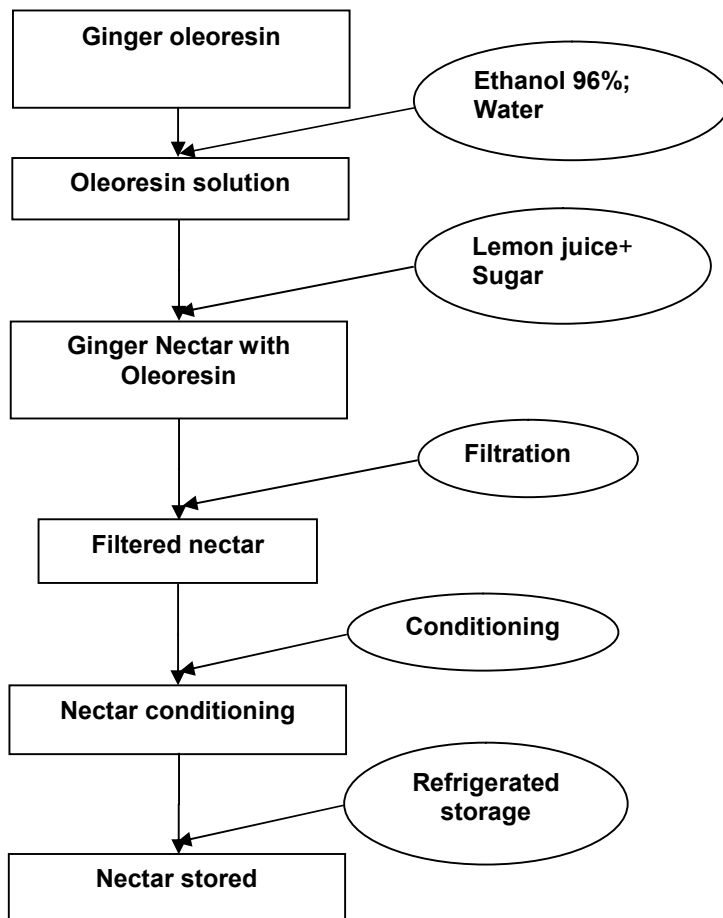 Ginger oleoresin
Ethanol 96%;
Water
Oleoresin solution
Lemon juice+
Sugar
Ginger Nectar with
Oleoresin
Filtration
Filtered nectar
Conditioning
Nectar conditioning
Refrigerated
storage
Nectar stored